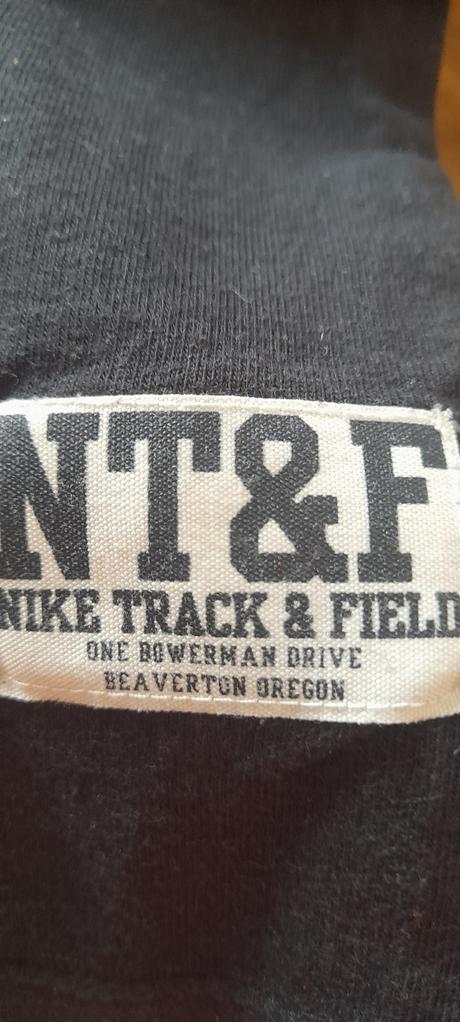 NT&F
NIKE TRACK & FIELD
ONE BOWERMAN DRIVE
BEAVERTON OREGON